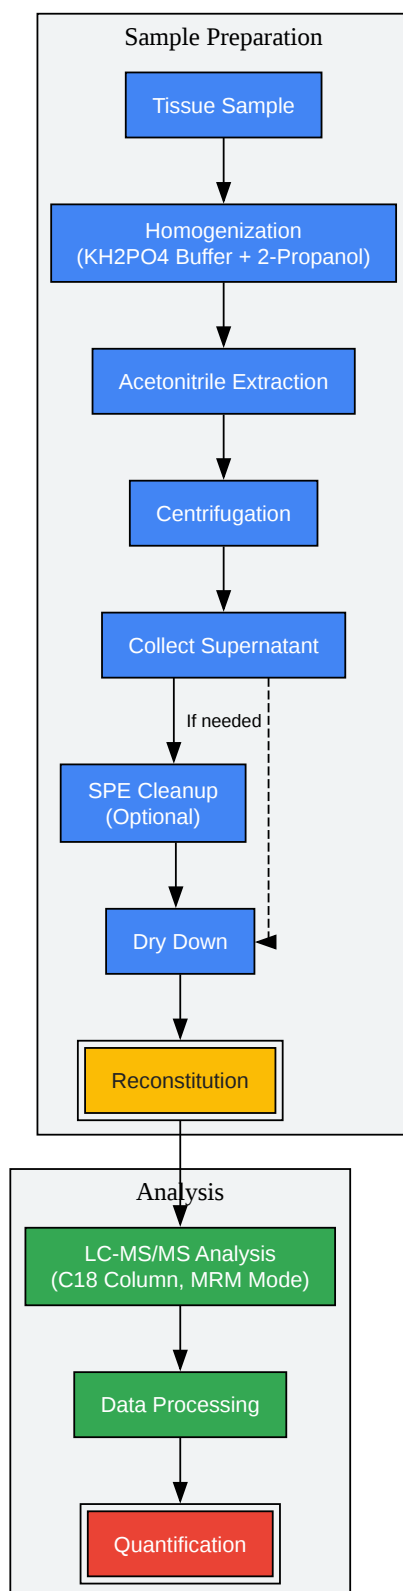 Sample Preparation
Tissue Sample
Homogenization
(KH2PO4 Buffer + 2-Propanol)
Acetonitrile Extraction
Centrifugation
Collect Supernatant
If needed
SPE Cleanup
(Optional)
Dry Down
Reconstitution
Analysis
LC-MS/MS Analysis
(C18 Column, MRM Mode)
Data Processing
Quantification